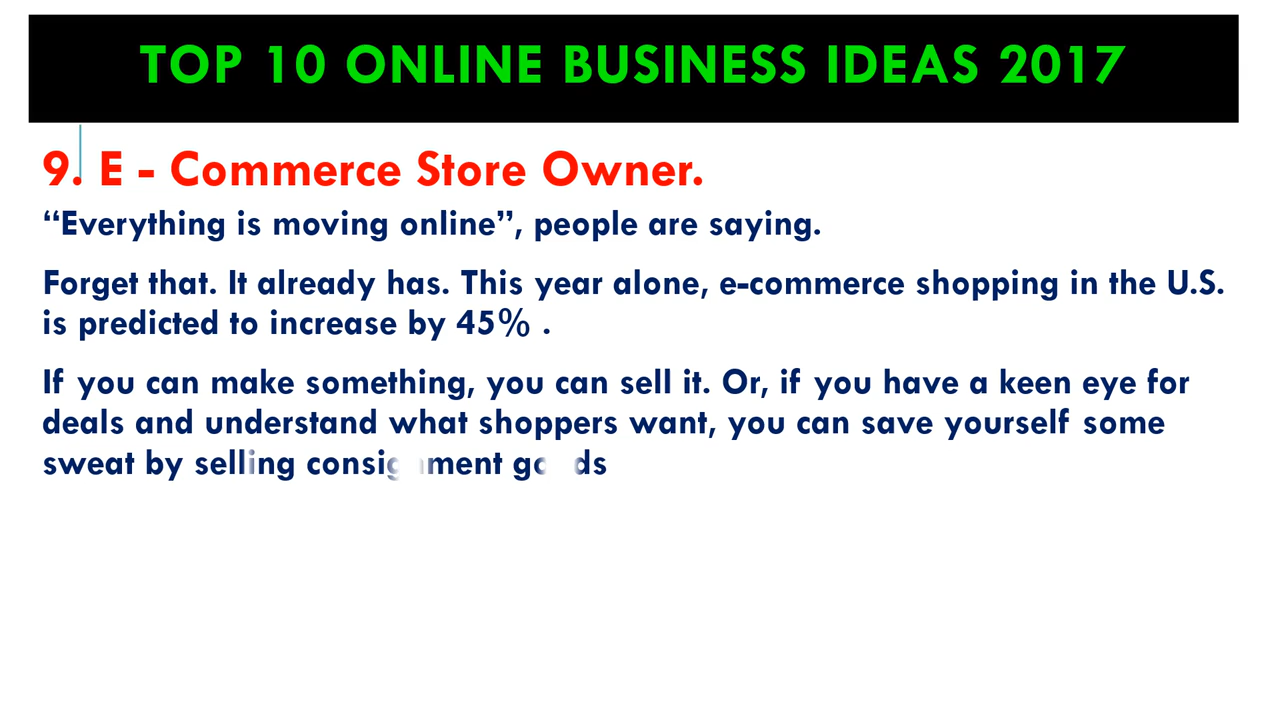 TOP 10 ONLINE BUSINESS IDEAS 2017
9. E - Commerce Store Owner.
“Everything is moving online”, people are saying.
Forget that. It already has. This year alone, e-commerce shopping in the U.S.
is predicted to increase by 45% .
If you can make something, you can sell it. Or, if you have a keen eye for
deals and understand what shoppers want, you can save yourself some
sweat by selling consignment goods